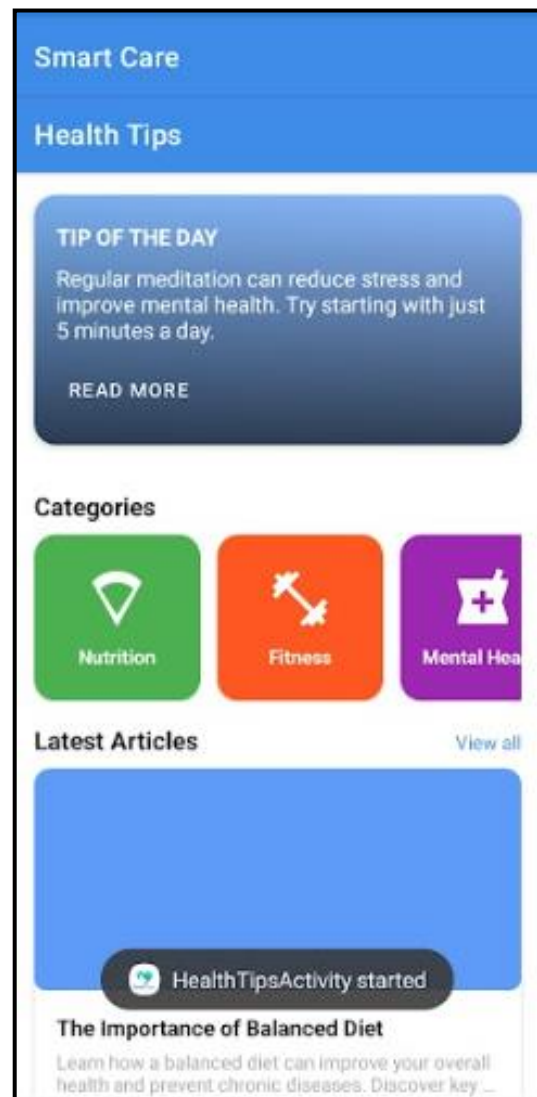 Smart Care
Health Tips
TIP OF THE DAY
Regular meditation can reduce stress and
improve mental health. Try starting with just
5 minutes a day.
READ MORE
Categories
Nutrition
Fitness
Mental Hea
Latest Articles
View all
HealthTipsActivity started
The Importance of Balanced Diet
Learn how a balanced diet can improve your overall
health and prevent chronic diseases. Discover key ...